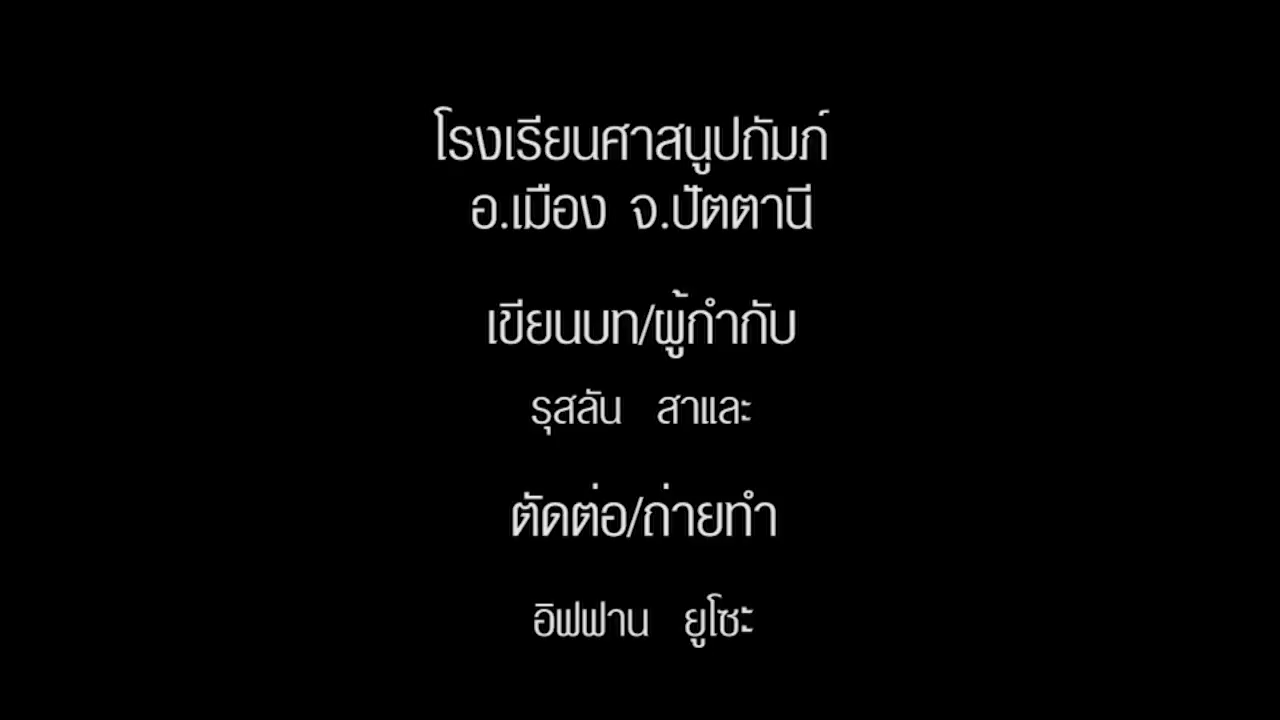 โรงเรียนศาสนูปถัมภ์
อ.เมือง จ.ปัตตานี
เขียนบท/ผู้กำกับ
รุสลัน สาและ
ตัดต่อ/ถ่ายทำ
อิฟฟาน ยูโซะ